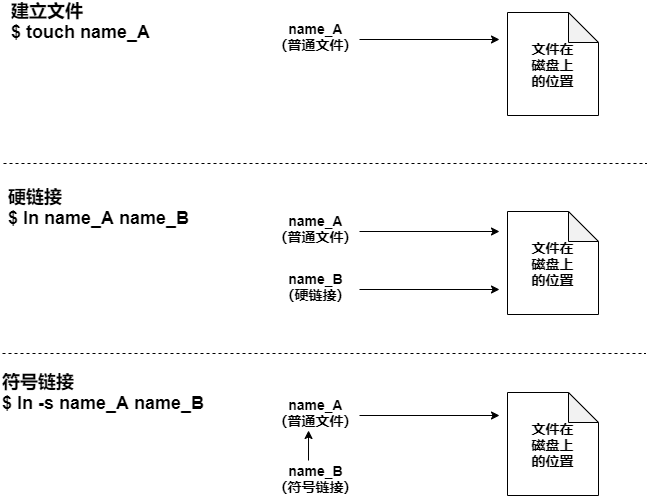 建立文件
$ touch name_A
name_A
(普通文件)
文件在
磁盘上
的位置
硬链接
$ ln name_A name_B
name_A
(普通文件)
name_B
(硬链接)
文件在
磁盘上
的位置
符号链接
$ ln -s name_A name_B
name_A
(普通文件)
name_B
(符号链接)
文件在
磁盘上
的位置